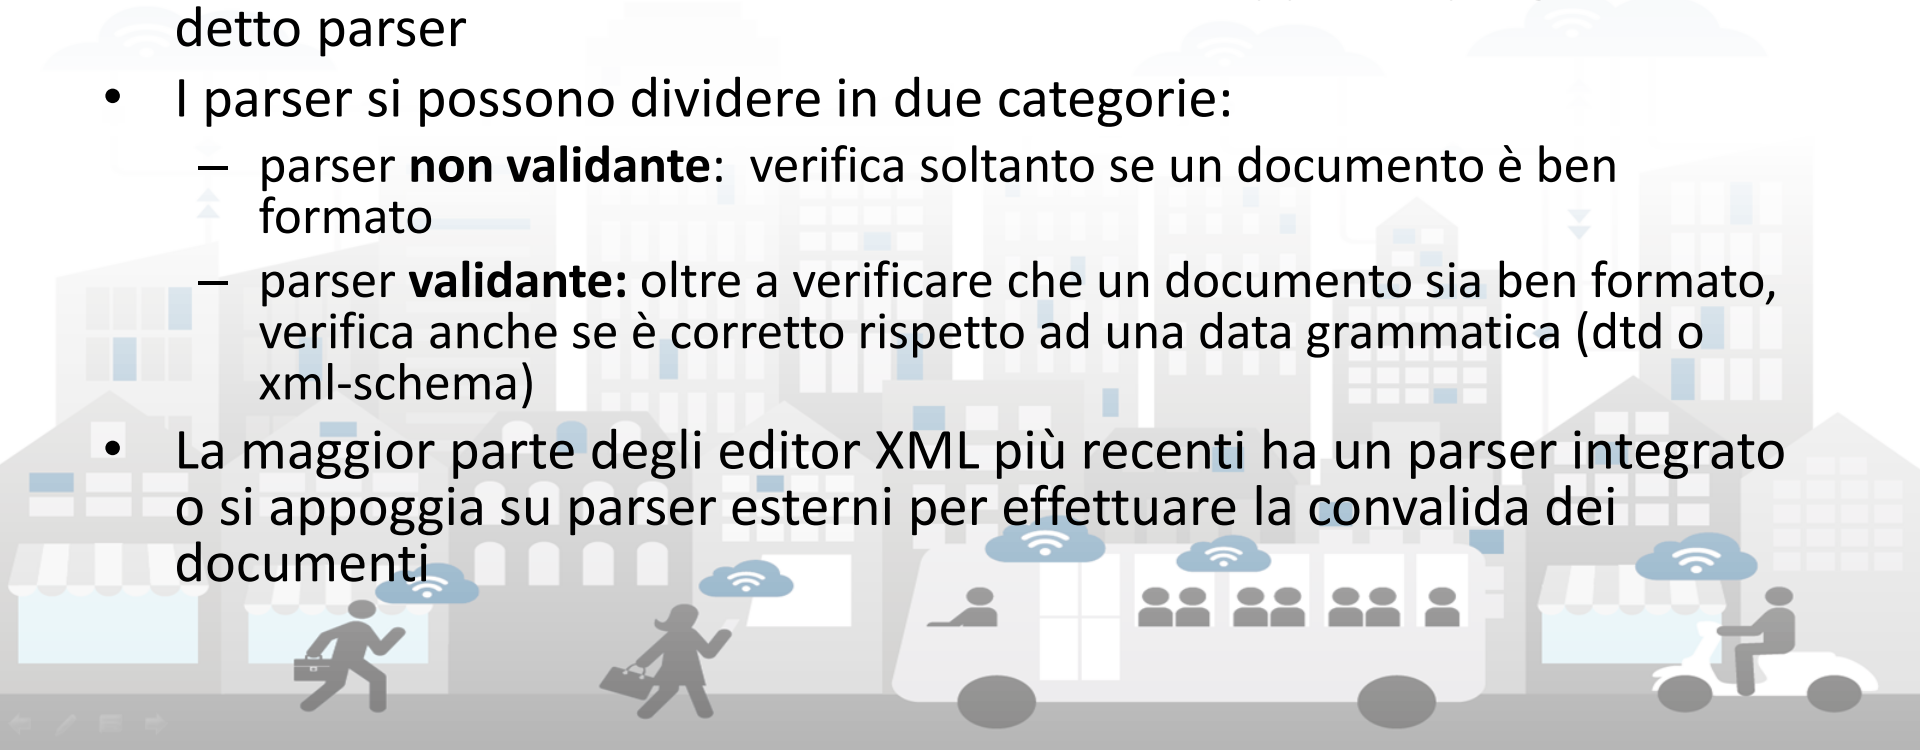 detto parser
• I parser si possono dividere in due categorie:
– parser non validante:  verifica soltanto se un documento è ben
formato
– parser validante: oltre a verificare che un documento sia ben formato,
verifica anche se è corretto rispetto ad una data grammatica (dtd o
xml-schema)
• La maggior parte degli editor XML più recenti ha un parser integrato
o si appoggia su parser esterni per effettuare la convalida dei
documenti